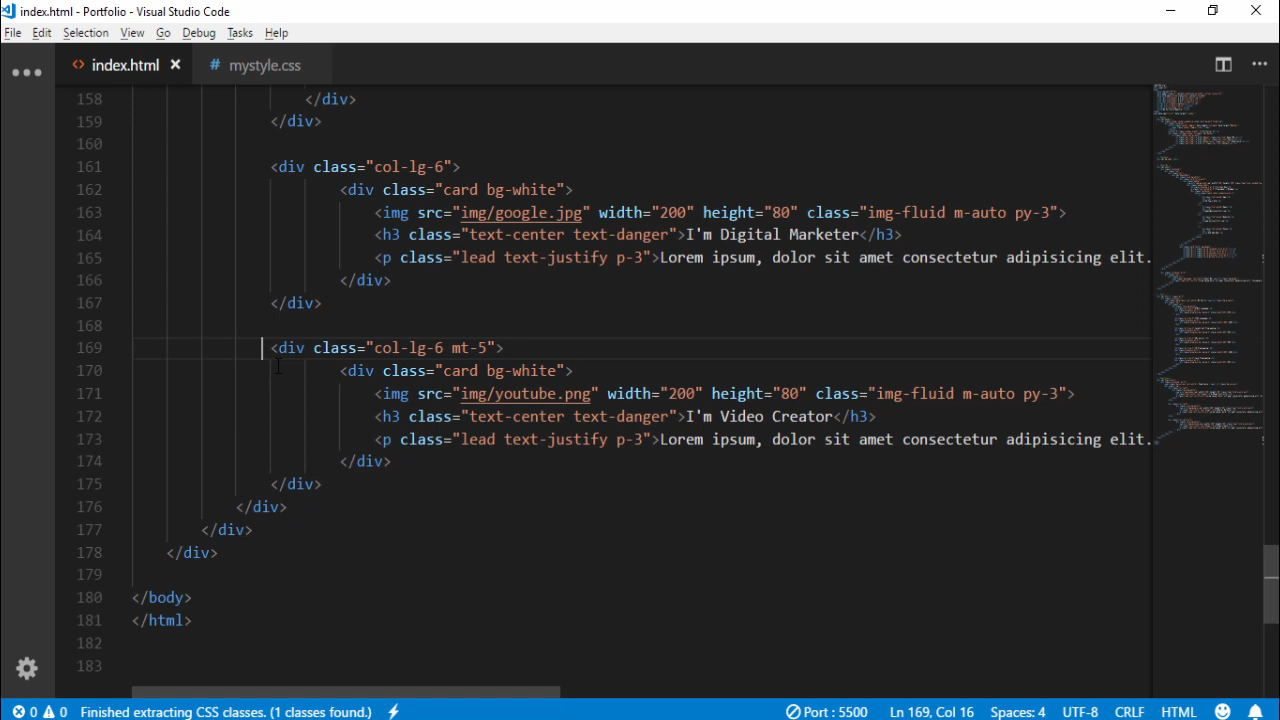 index.html - Portfolio - Visual Studio Code
File Edit Selection View Go Debug Tasks Help
<> index.html × # mystyle.css
158 </div>
159 </div>
160
161 <div class="col-lg-6">
162 <div class="card bg-white">
163 <img src="img/google.jpg" width="200" height="80" class="img-fluid m-auto py-3">
164 <h3 class="text-center text-danger">I'm Digital Marketer</h3>
165 <p class="lead text-justify p-3">Lorem ipsum, dolor sit amet consectetur adipisicing elit.
166 </div>
167 </div>
168
169 <div class="col-lg-6 mt-5">
170 <div class="card bg-white">
171 <img src="img/youtube.png" width="200" height="80" class="img-fluid m-auto py-3">
172 <h3 class="text-center text-danger">I'm Video Creator</h3>
173 <p class="lead text-justify p-3">Lorem ipsum, dolor sit amet consectetur adipisicing elit.
174 </div>
175 </div>
176 </div>
177 </div>
178 </div>
179
180 </body>
181 </html>
182
183
0 0 Finished extracting CSS classes. (1 classes found.) Port : 5500 Ln 169, Col 16 Spaces: 4 UTF-8 CRLF HTML